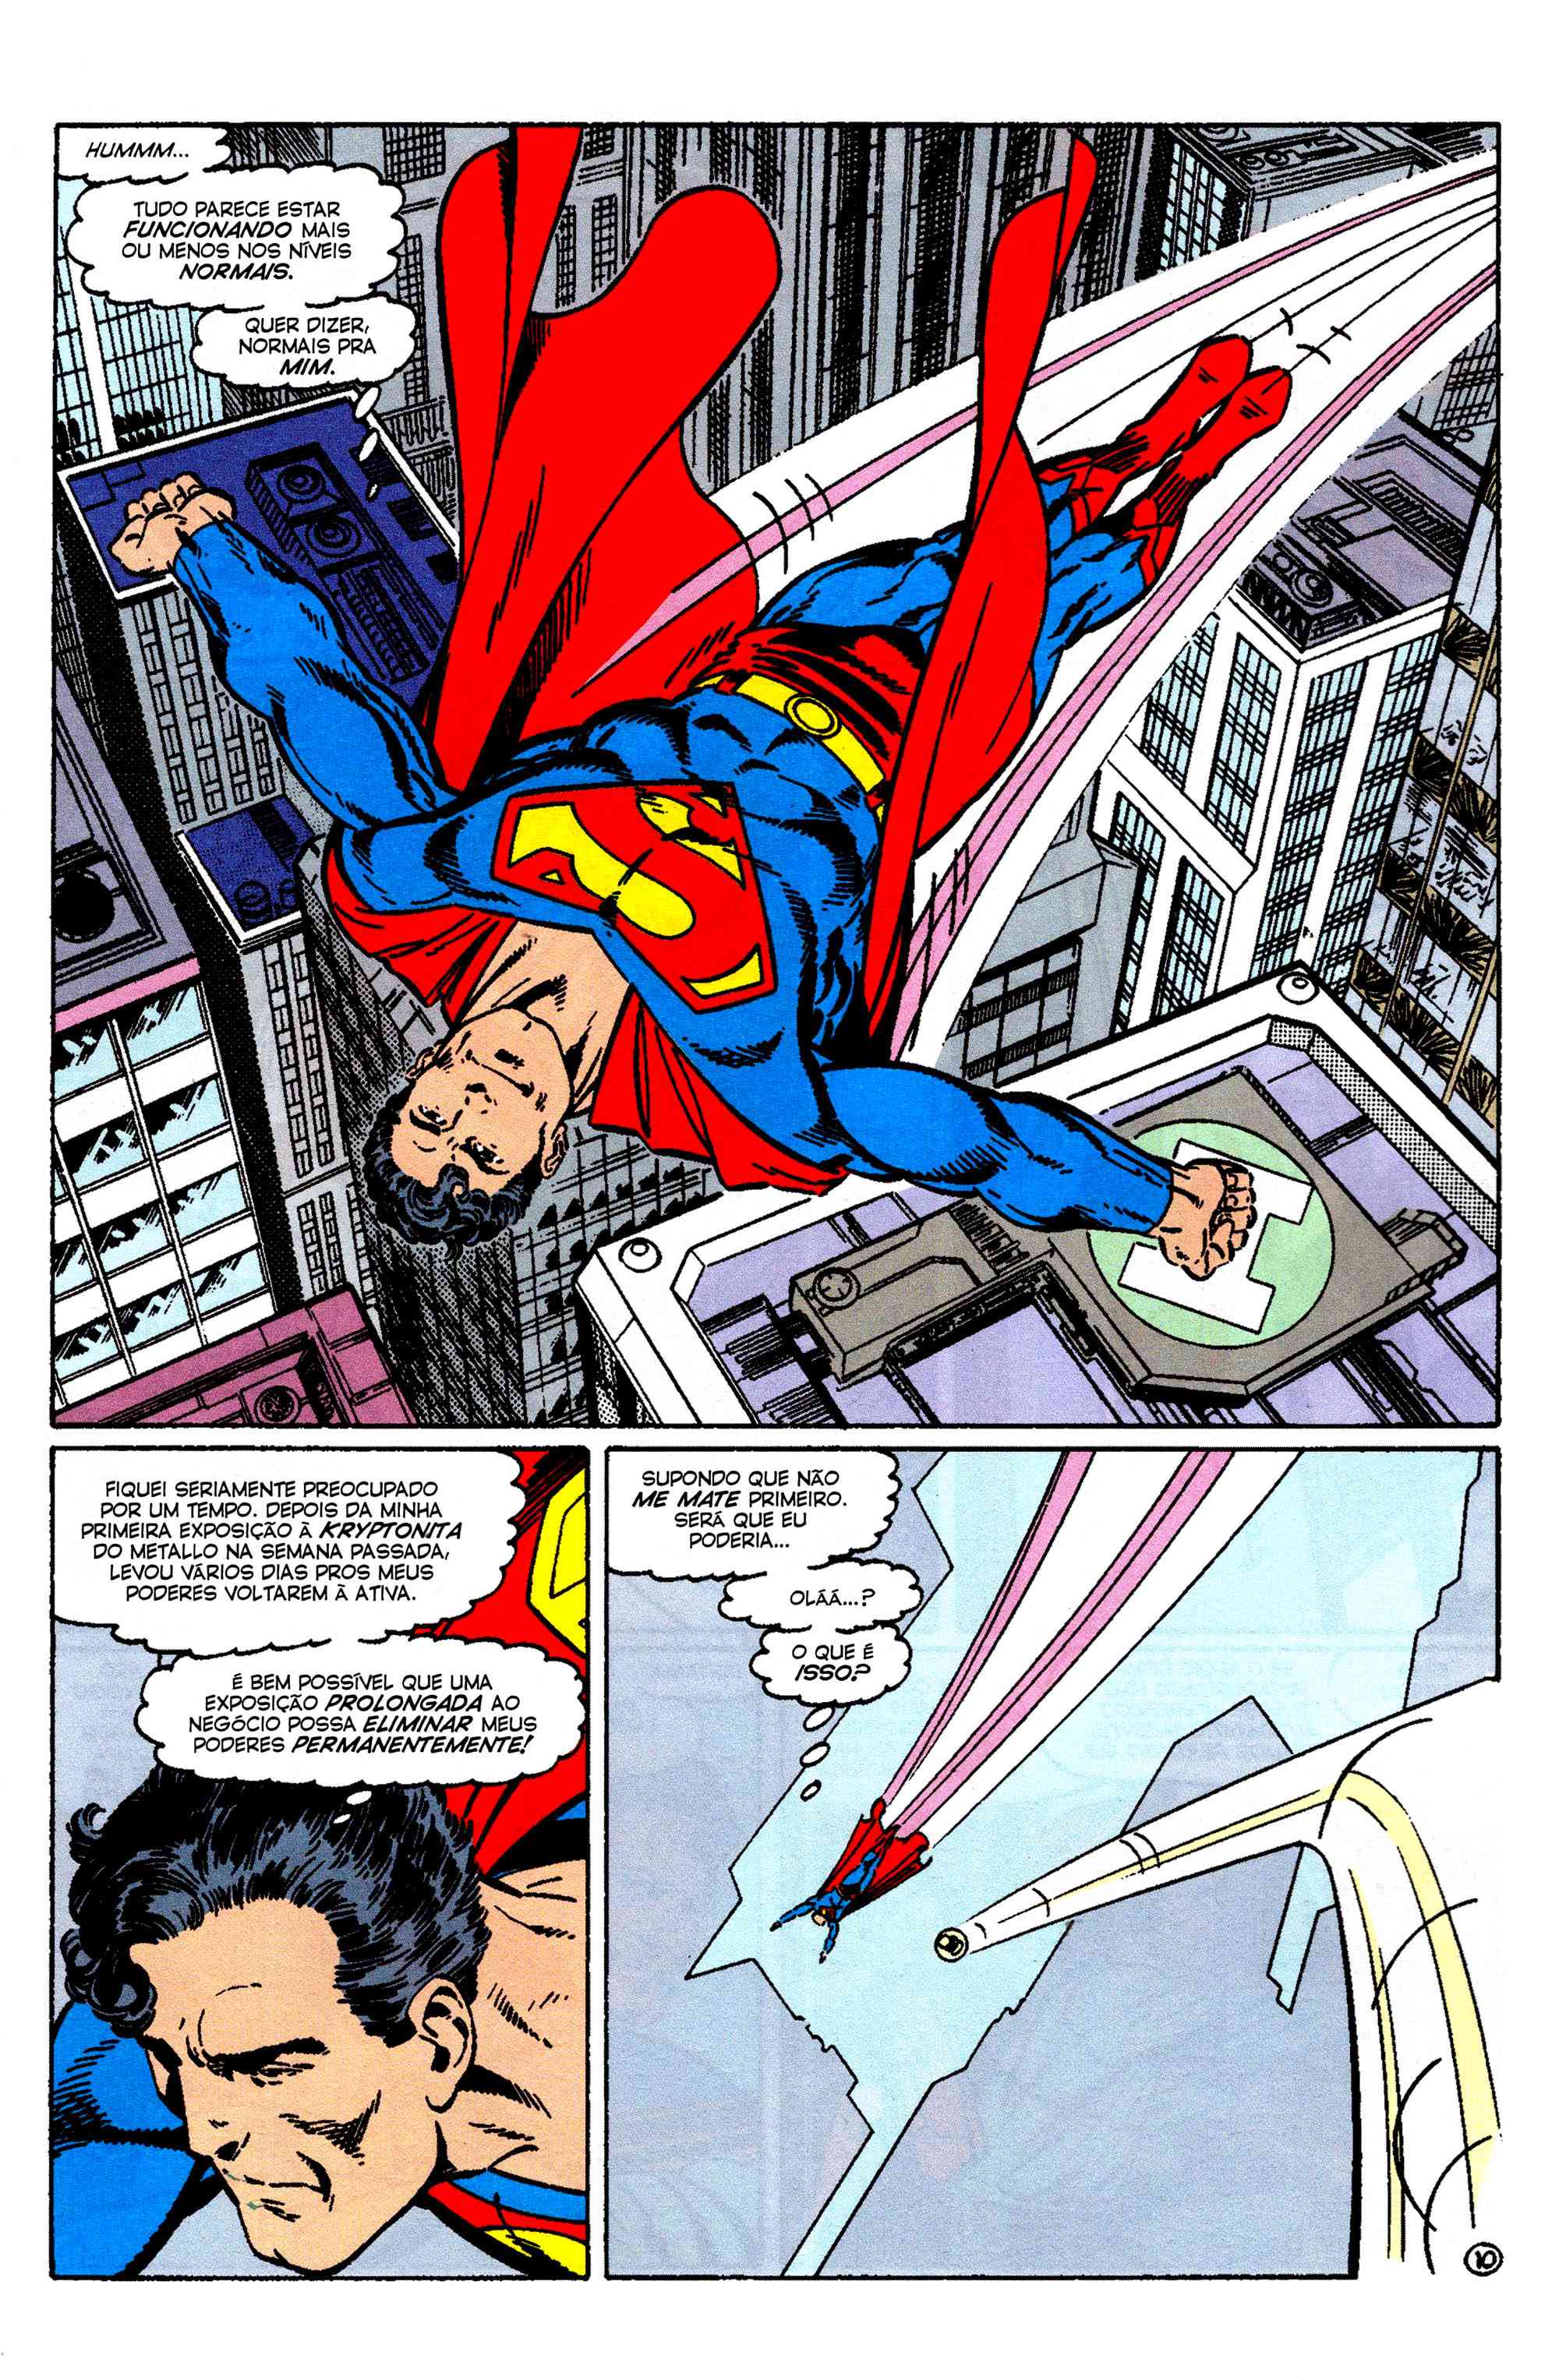 HUMMM...
TUDO PARECE ESTAR
FUNCIONANDO MAIS
OU MENOS NOS NÍVEIS
NORMAIS.
QUER DIZER,
NORMAIS PRA
MIM.
FIQUEI SERIAMENTE PREOCUPADO
POR UM TEMPO. DEPOIS DA MINHA
PRIMEIRA EXPOSIÇÃO À KRYPTONITA
DO METALLO NA SEMANA PASSADA,
LEVOU VÁRIOS DIAS PROS MEUS
PODERES VOLTAREM À ATIVA.
É BEM POSSÍVEL QUE UMA
EXPOSIÇÃO PROLONGADA AO
NEGÓCIO POSSA ELIMINAR MEUS
PODERES PERMANENTEMENTE!
SUPONDO QUE NÃO
ME MATE PRIMEIRO.
SERÁ QUE EU
PODERIA...
OLÁÁ...?
O QUE É
ISSO?
10